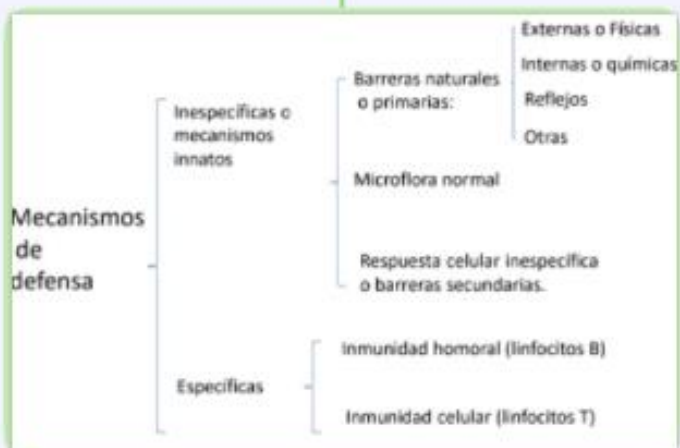 Mecanismos
de
defensa
Inespecíficas o
mecanismos
innatos
Barreras naturales
o primarias:
Externas o Físicas
Internas o químicas
Reflejos
Otras
Microflora normal
Respuesta celular inespecífica
o barreras secundarias.
Específicas
Inmunidad homoral (linfocitos B)
Inmunidad celular (linfocitos T)